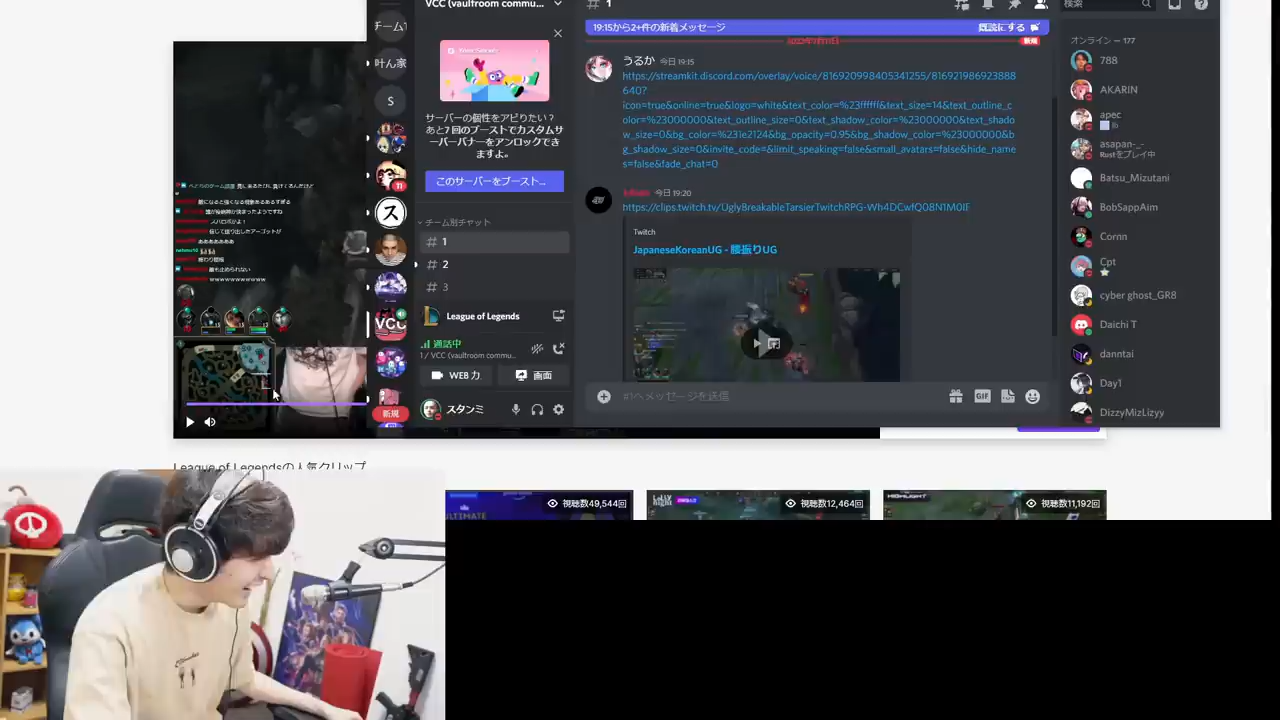 VCC (vaultroom commu...
# 1
検索
19:15から2+件の新着メッセージ
既読にする
新規
チーム1
叶ん家
S
11
ス
VCC
新規
サーバーの個性をアピりたい？
あと7回のブーストでカスタムサ
ーバーバナーをアンロックでき
ますよ。
このサーバーをブースト...
チーム別チャット
# 1
# 2
# 3
League of Legends
通話中
1 / VCC (vaultroom commu...
WEB カ
画面
スタンミ
うるか 今日 19:15
https://streamkit.discord.com/overlay/voice/816920998405341255/816921986923888
640?
icon=true&online=true&logo=white&text_color=%23ffffff&text_size=14&text_outline_c
olor=%23000000&text_outline_size=0&text_shadow_color=%23000000&text_shado
w_size=0&bg_color=%231e2124&bg_opacity=0.95&bg_shadow_color=%23000000&b
g_shadow_size=0&invite_code=&limit_speaking=false&small_avatars=false&hide_name
s=false&fade_chat=0
今日 19:20
https://clips.twitch.tv/UglyBreakableTarsierTwitchRPG-Wb4DCwfQ08N1M0IF
Twitch
JapaneseKoreanUG - 腰振りUG
#1へメッセージを送信
GIF
オンライン — 177
788
AKARIN
apec
asapan-_-
Rustをプレイ中
Batsu_Mizutani
BobSappAim
Cornn
Cpt
cyber ghost_GR8
Daichi T
danntai
Day1
DizzyMizLizyy
League of Legendsの人気クリップ
ULTIMATE
視聴数49,544回
視聴数12,464回
HIGHLIGHT
視聴数11,192回